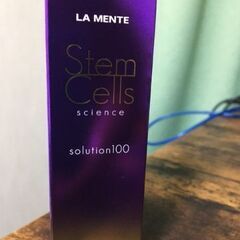 LA MENTE
Stem
Cells
science
solution100